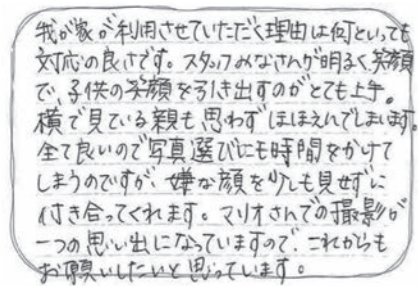 我が家が利用させていただく理由は何といっても
対応の良さです。スタッフみなさんが明るく笑顔
で、子供の笑顔を引き出すのがとても上手。
横で見ている親も思わずほほえんでしまいます。
全て良いので写真選びにも時間をかけて
しまうのですが、嫌な顔を少しも見せずに
付き合ってくれます。マリオさんでの撮影が
一つの思い出になっていますので、これからも
お願いしたいと思っています。